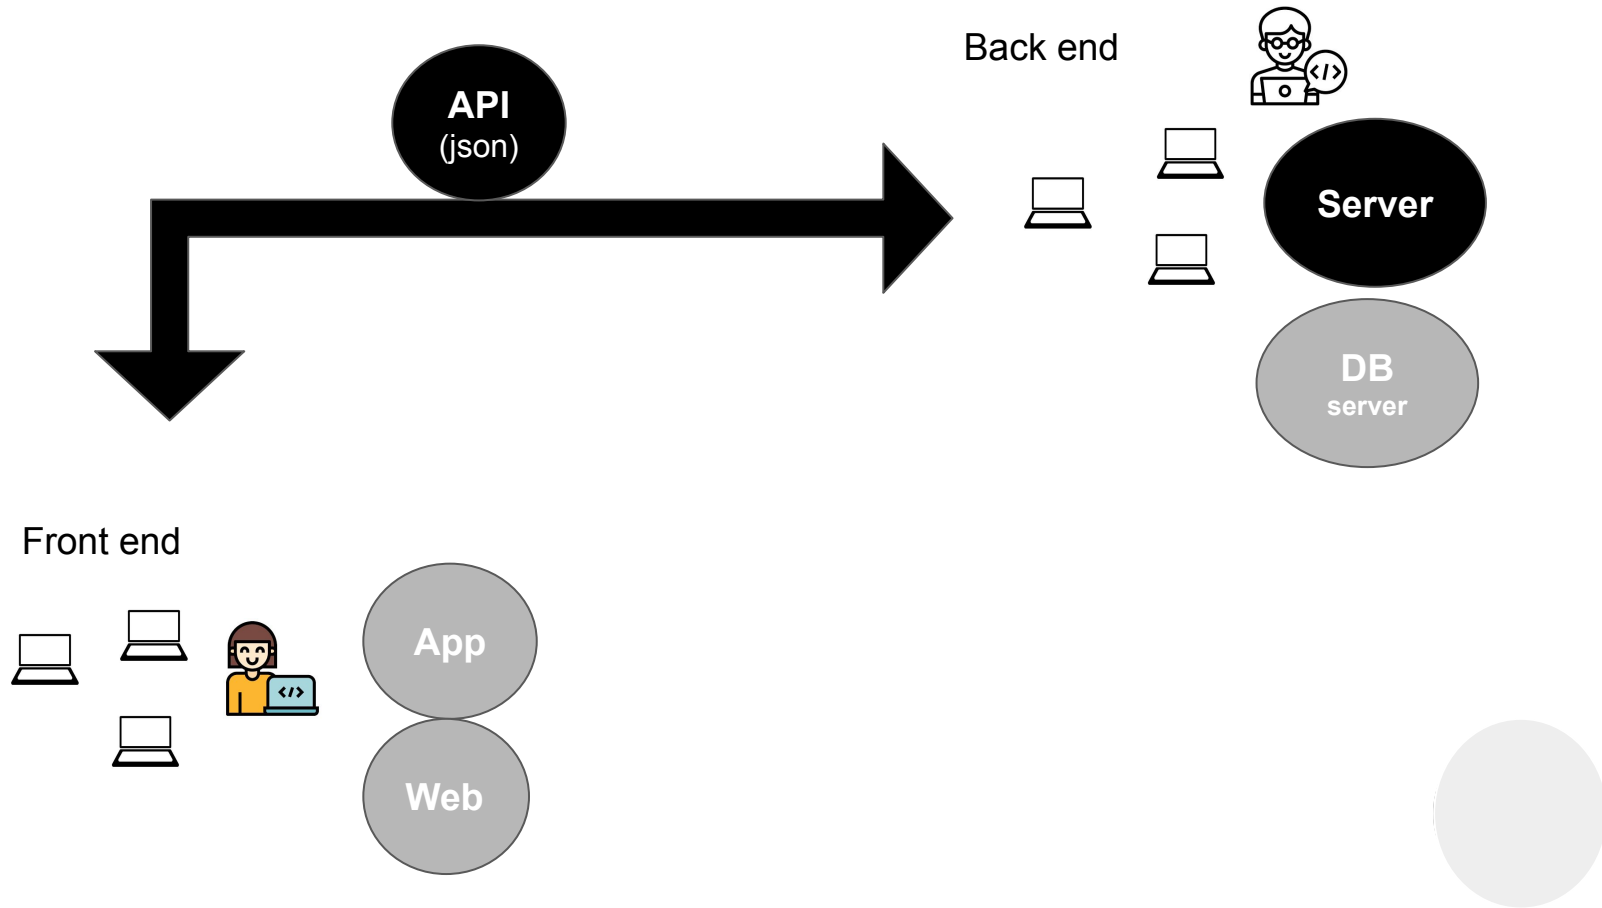 Back end
API
(json)
</>
Server
DB
server
Front end
App
</>
Web